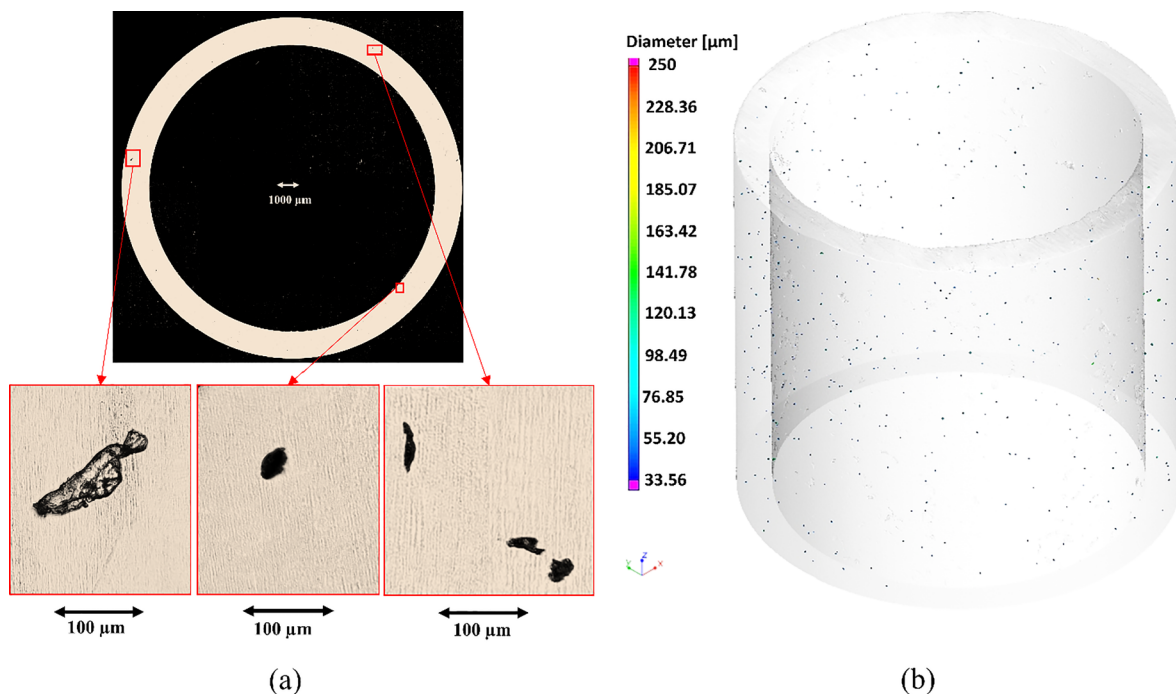 1000 µm
100 µm
100 µm
100 µm
(a)
Diameter [µm]
250
228.36
206.71
185.07
163.42
141.78
120.13
98.49
76.85
55.20
33.56
Z
Y
X
(b)